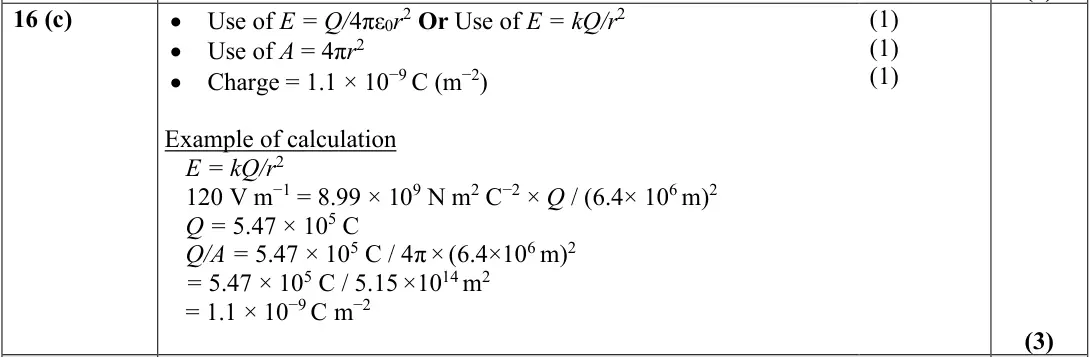 16 (c)
• Use of E = Q/4πε₀r² Or Use of E = kQ/r² (1)
• Use of A = 4πr² (1)
• Charge = 1.1 × 10⁻⁹ C (m⁻²) (1)
Example of calculation
E = kQ/r²
120 V m⁻¹ = 8.99 × 10⁹ N m² C⁻² × Q / (6.4× 10⁶ m)²
Q = 5.47 × 10⁵ C
Q/A = 5.47 × 10⁵ C / 4π × (6.4×10⁶ m)²
= 5.47 × 10⁵ C / 5.15 ×10¹⁴ m²
= 1.1 × 10⁻⁹ C m⁻²
(3)